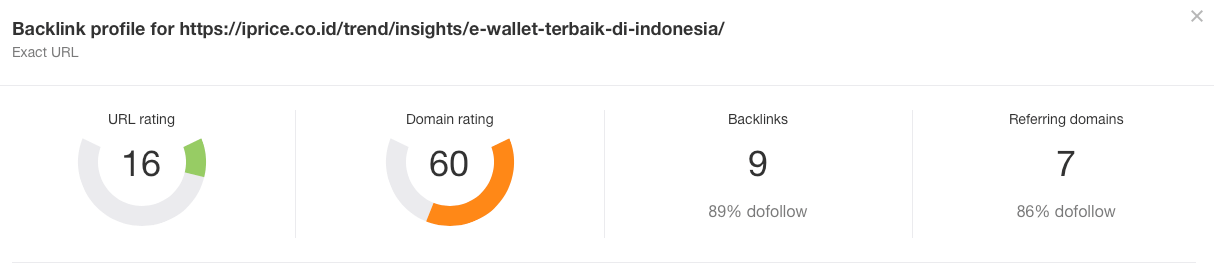 Backlink profile for https://iprice.co.id/trend/insights/e-wallet-terbaik-di-indonesia/
Exact URL
URL rating
16
Domain rating
60
Backlinks
9
89% dofollow
Referring domains
7
86% dofollow